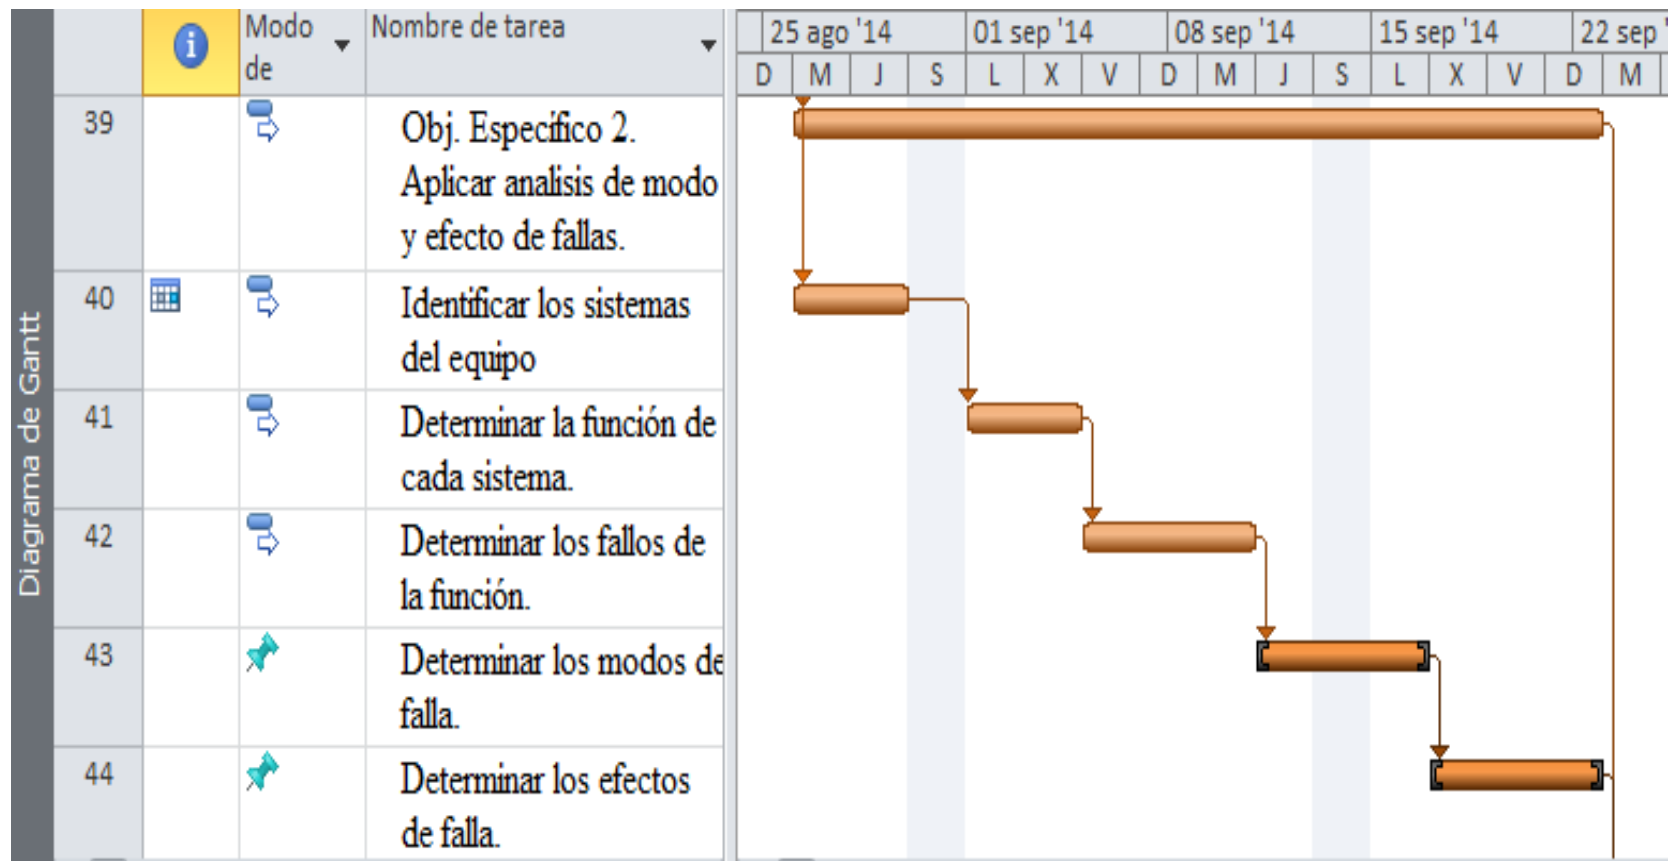 Modo de
Nombre de tarea
25 ago '14 01 sep '14 08 sep '14 15 sep '14 22 sep '
D M J S L X V D M J S L X V D M
Diagrama de Gantt
39
Obj. Específico 2.
Aplicar analisis de modo
y efecto de fallas.
40
Identificar los sistemas
del equipo
41
Determinar la función de
cada sistema.
42
Determinar los fallos de
la función.
43
Determinar los modos de
falla.
44
Determinar los efectos
de falla.